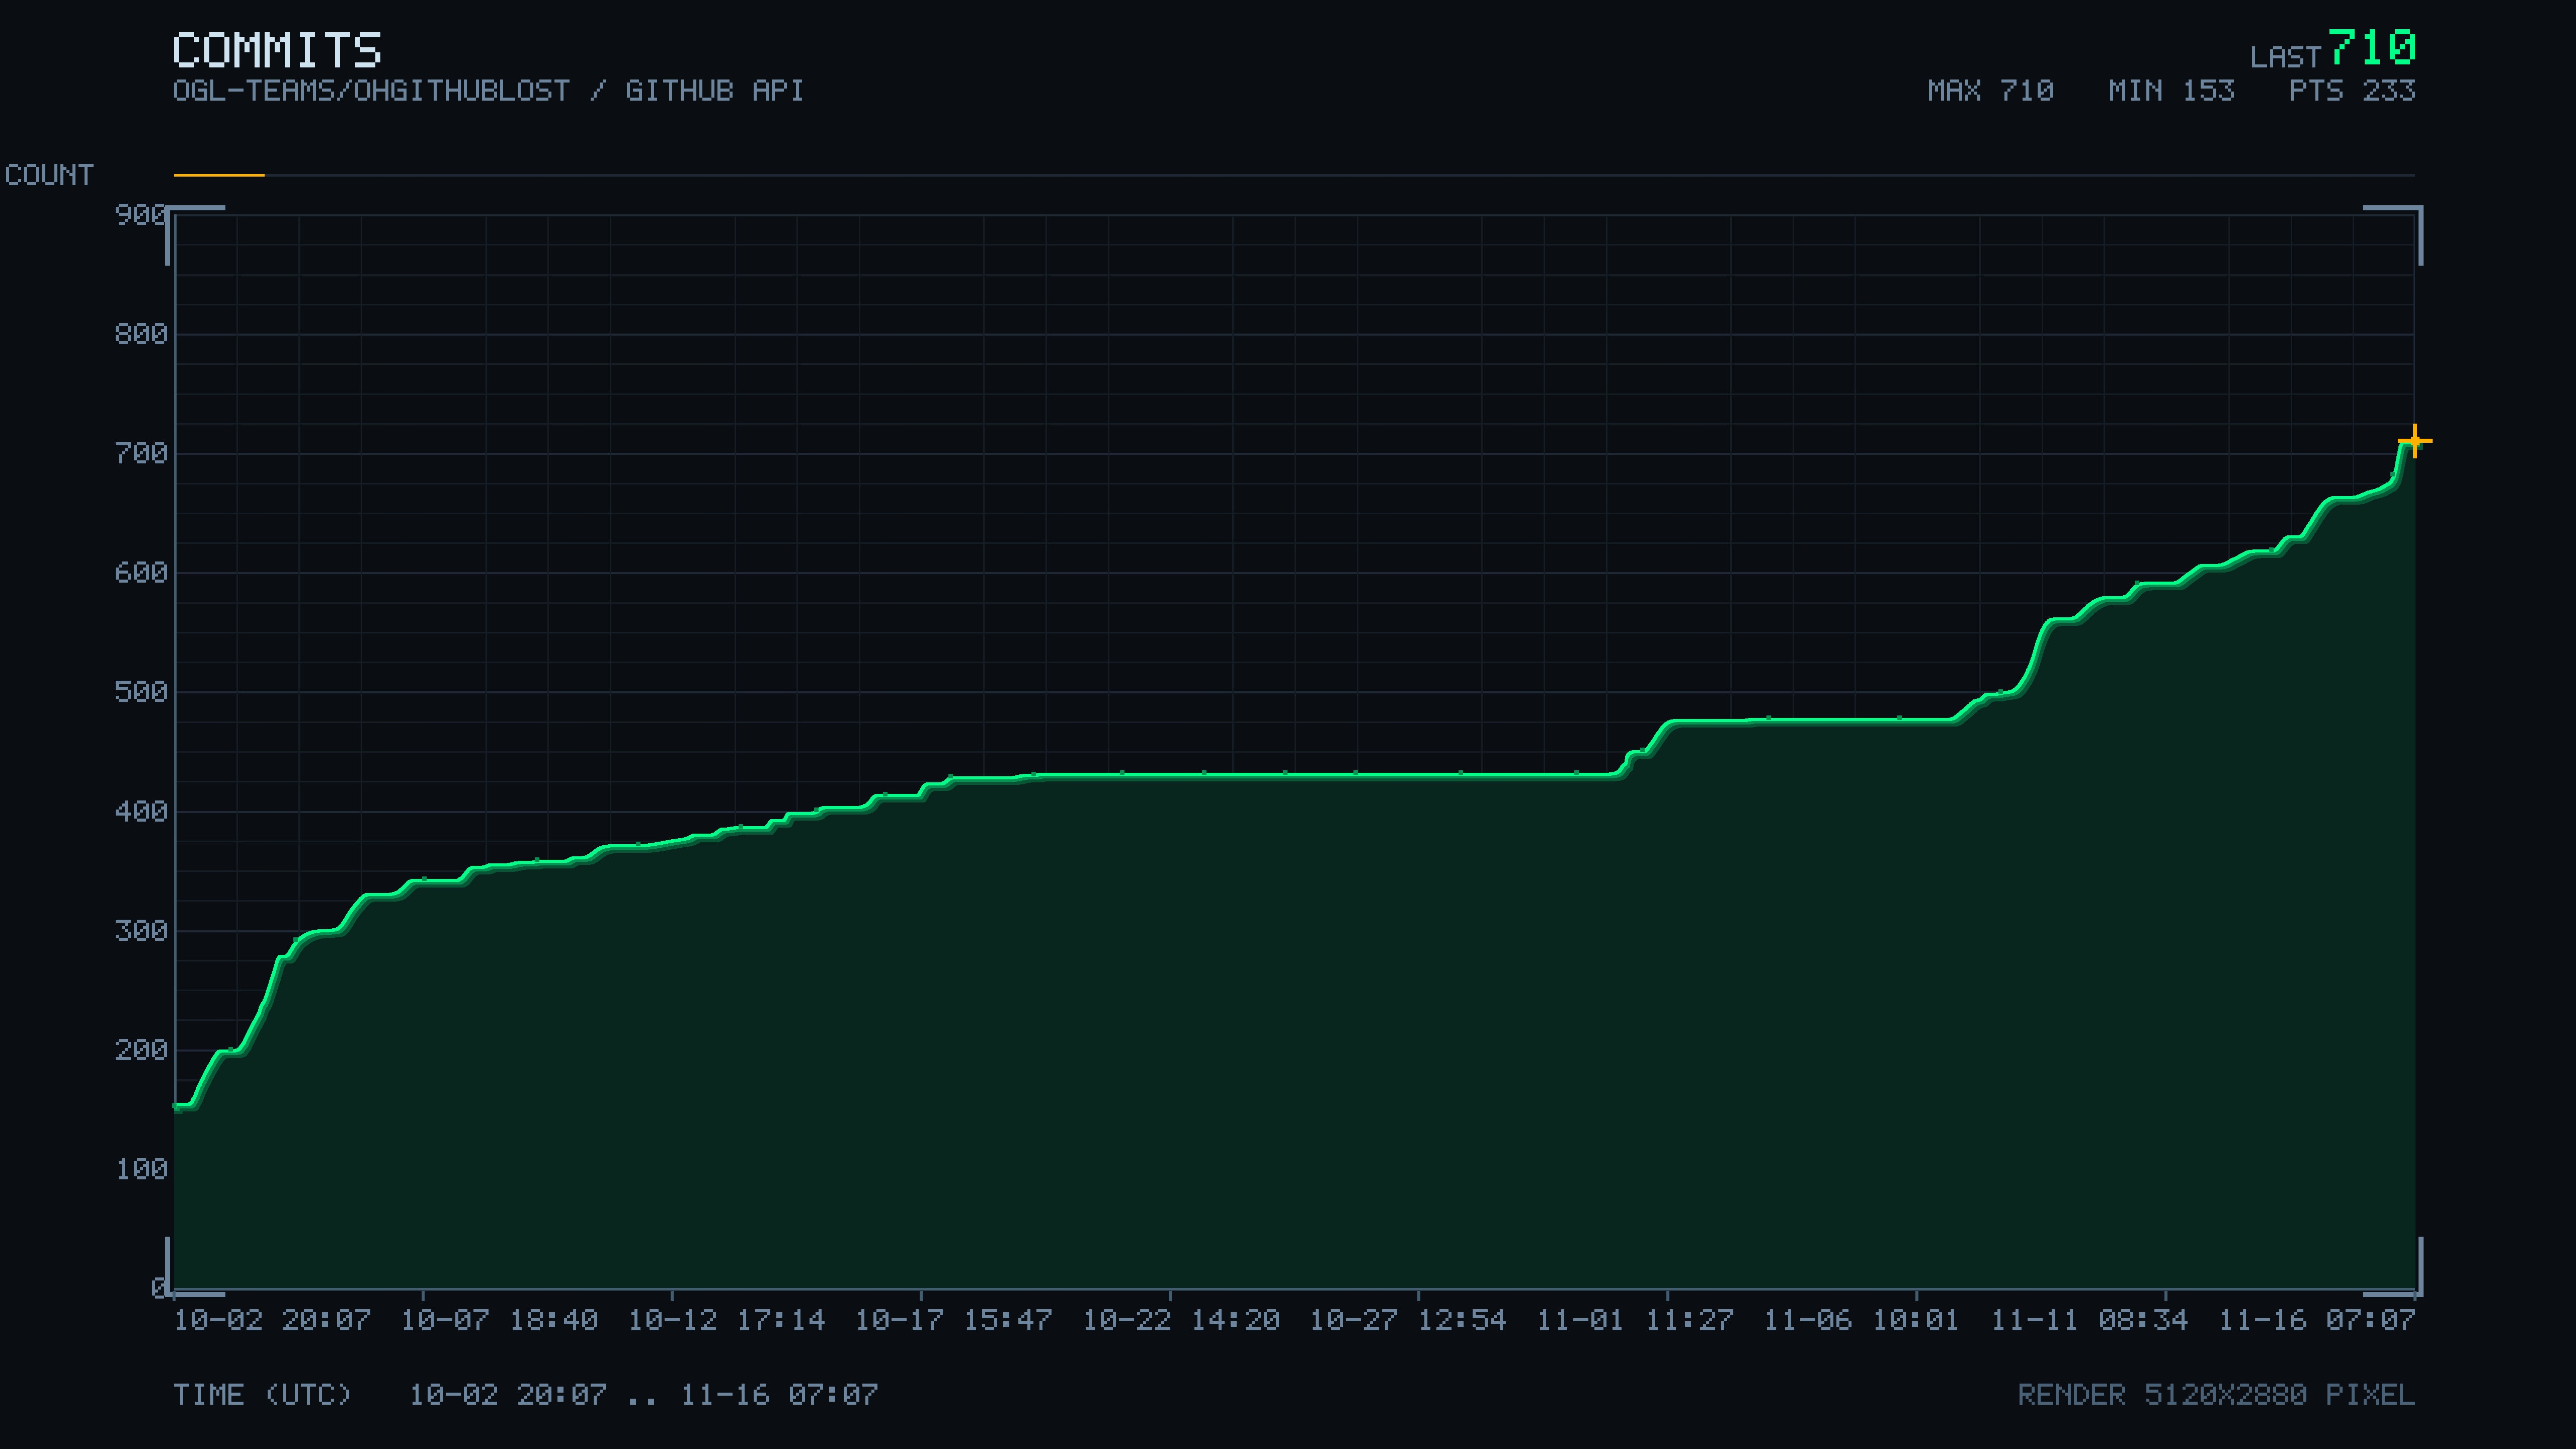 COMMITS
LAST 710
OGL-TEAMS/OHGITHUBLOST / GITHUB API
MAX 710 MIN 153 PTS 233
COUNT
900
800
700
600
500
400
300
200
100
0
10-02 20:07 10-07 18:40 10-12 17:14 10-17 15:47 10-22 14:20 10-27 12:54 11-01 11:27 11-06 10:01 11-11 08:34 11-16 07:07
TIME (UTC) 10-02 20:07 .. 11-16 07:07
RENDER 5120X2880 PIXEL